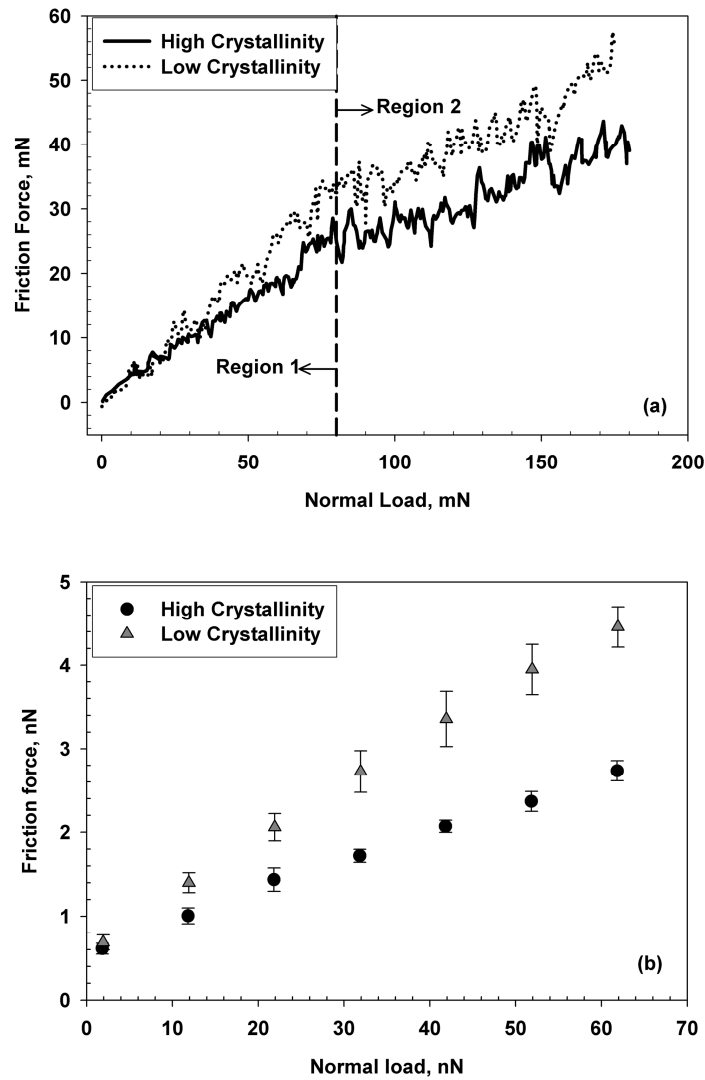 60
50
40
30
20
10
0
Friction Force, mN
High Crystallinity
Low Crystallinity
Region 2
Region 1
(a)
0 50 100 150 200
Normal Load, mN
5
4
3
2
1
0
Friction force, nN
High Crystallinity
Low Crystallinity
(b)
0 10 20 30 40 50 60 70
Normal load, nN